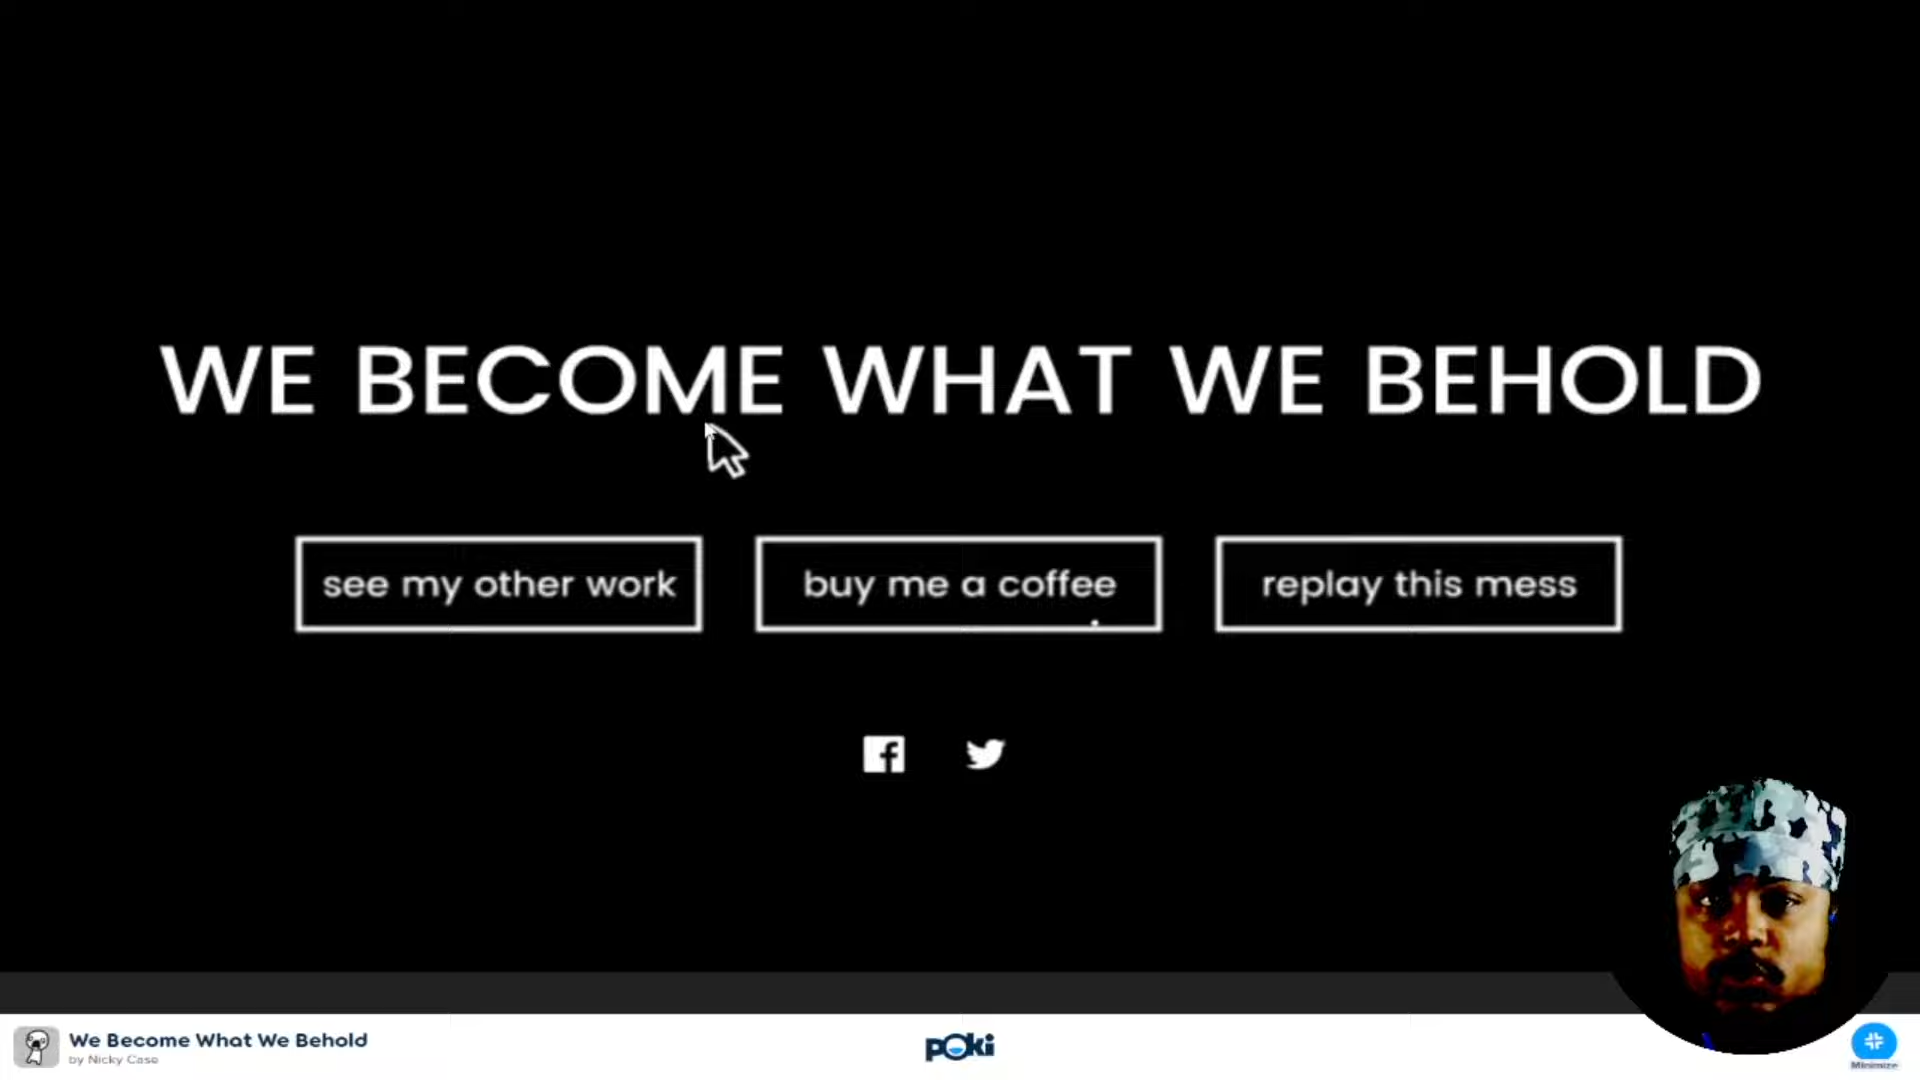 WE BECOME WHAT WE BEHOLD
see my other work
buy me a coffee
replay this mess
We Become What We Behold
by Nicky Case
poki
Minimize